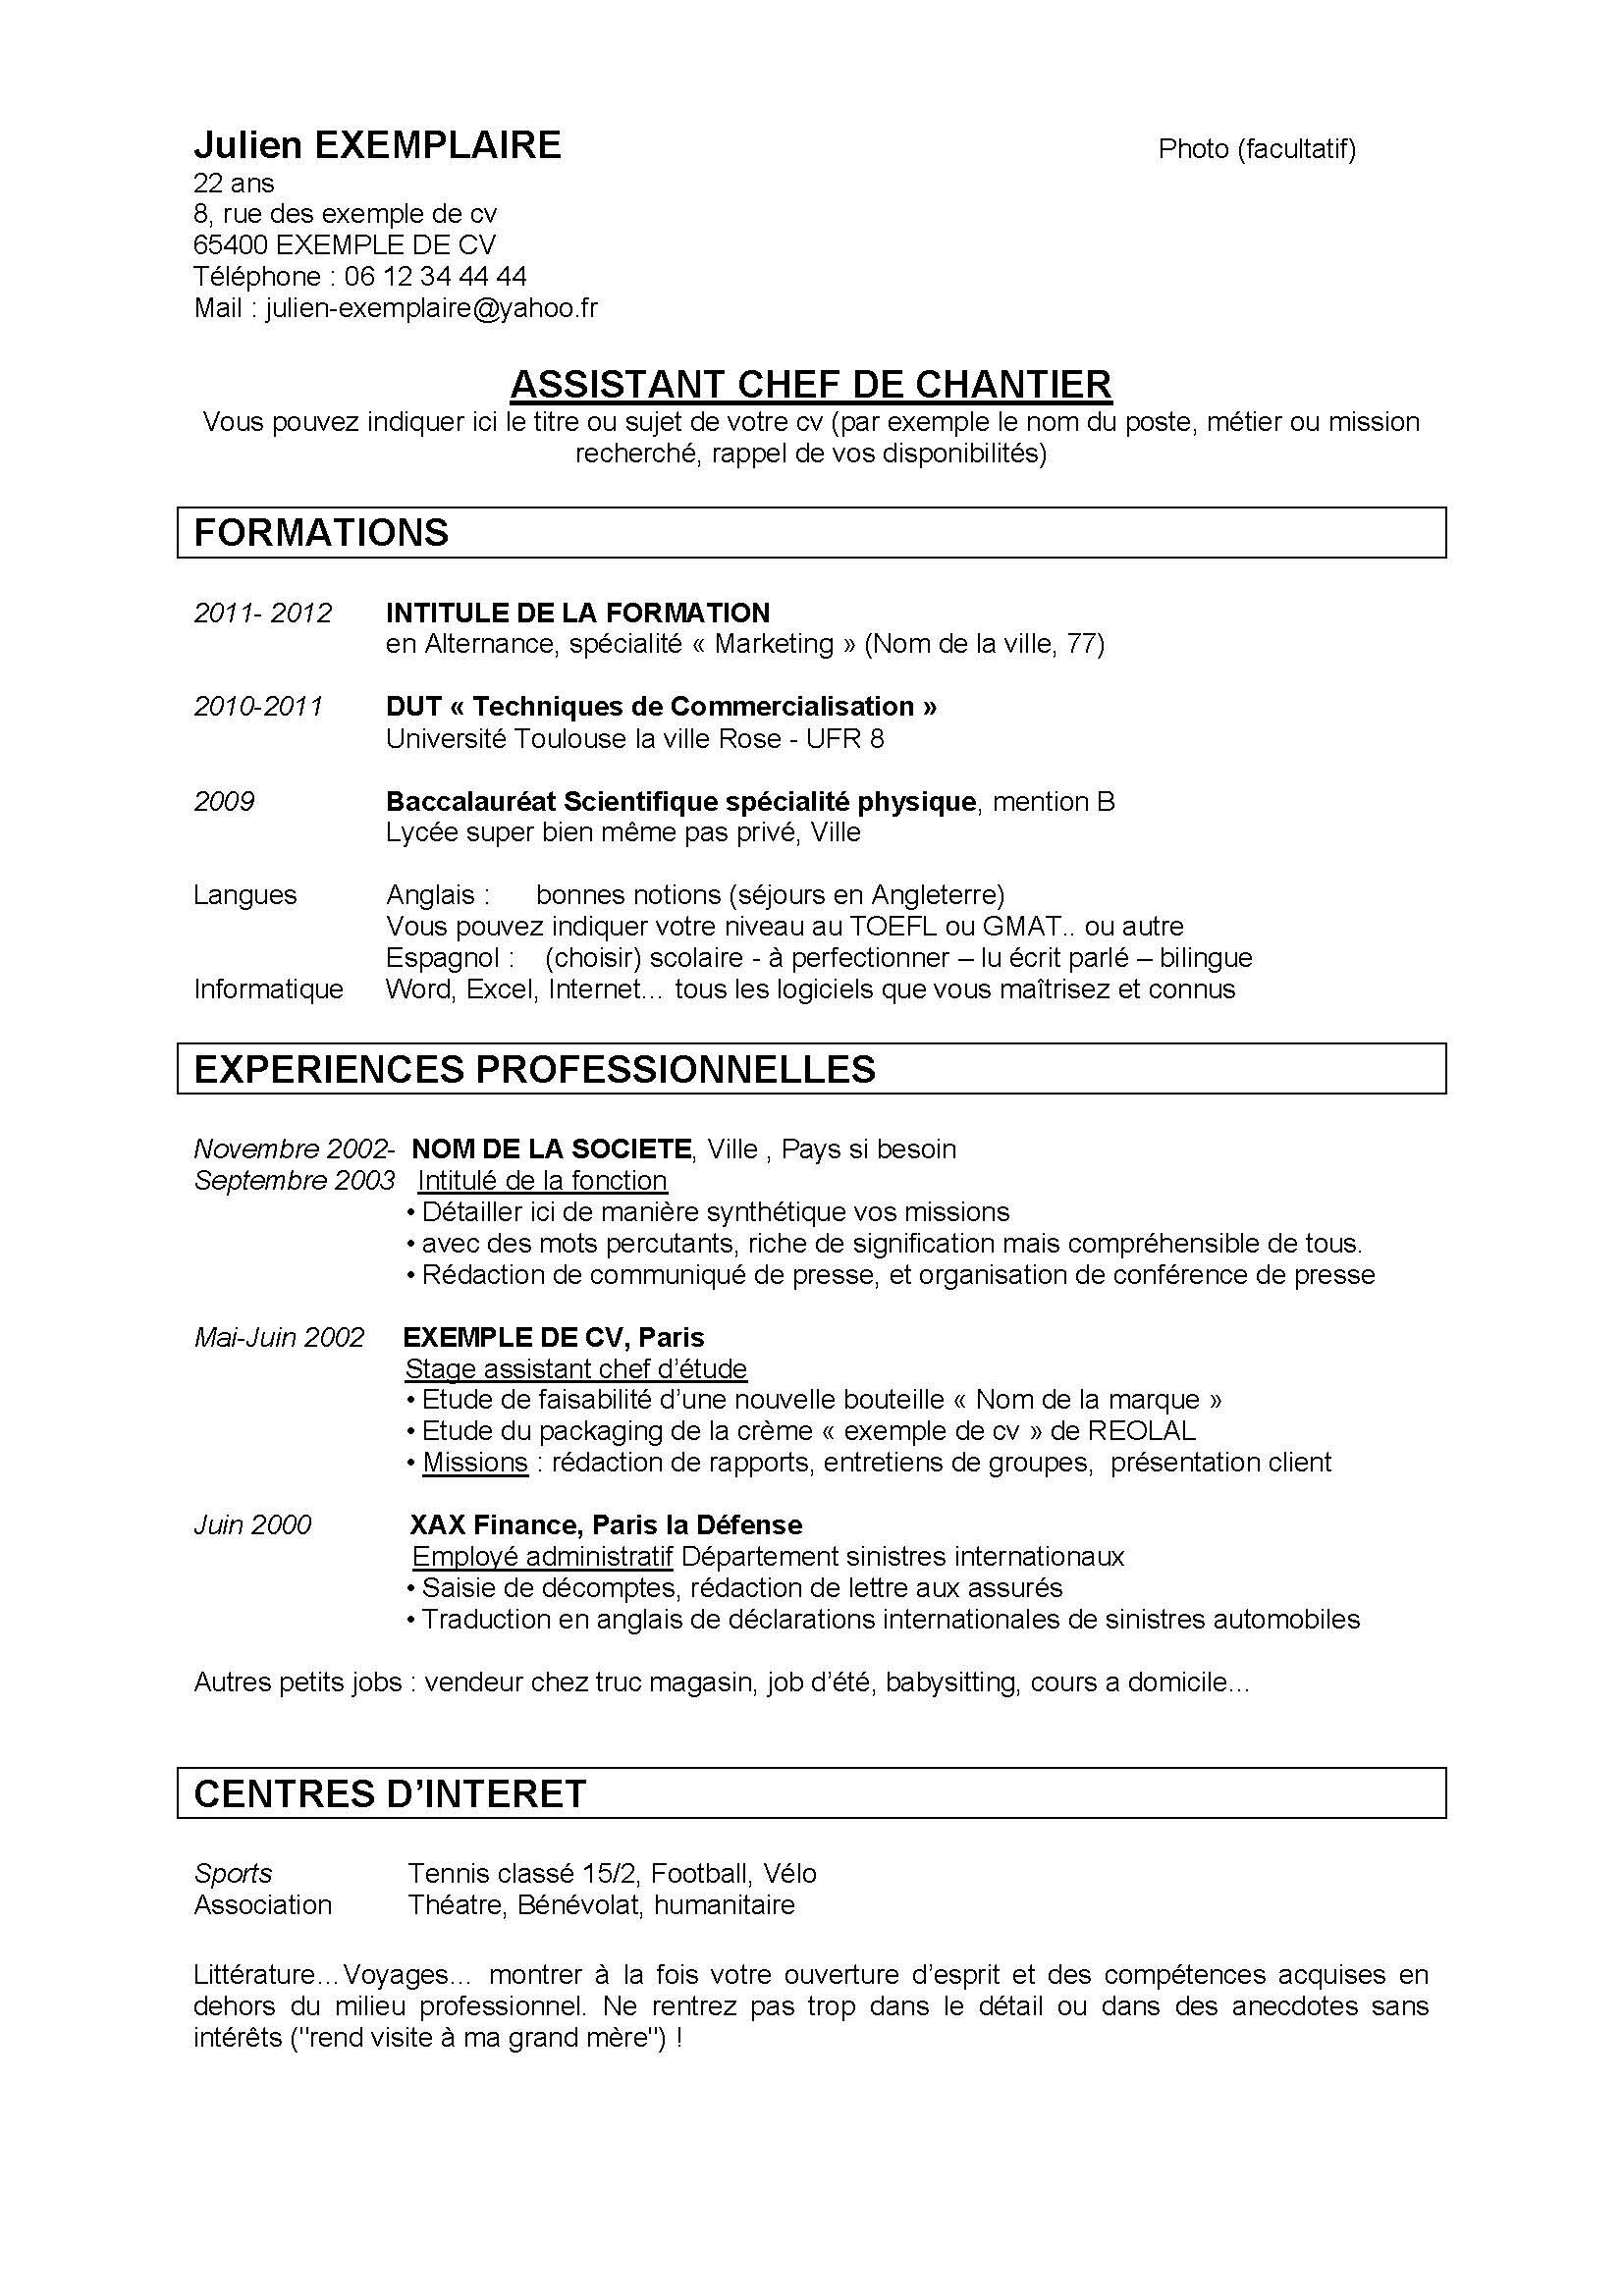 Julien EXEMPLAIRE Photo (facultatif)
22 ans
8, rue des exemple de cv
65400 EXEMPLE DE CV
Téléphone : 06 12 34 44 44
Mail : julien-exemplaire@yahoo.fr
ASSISTANT CHEF DE CHANTIER
Vous pouvez indiquer ici le titre ou sujet de votre cv (par exemple le nom du poste, métier ou mission
recherché, rappel de vos disponibilités)
FORMATIONS
2011- 2012 INTITULE DE LA FORMATION
en Alternance, spécialité « Marketing » (Nom de la ville, 77)
2010-2011 DUT « Techniques de Commercialisation »
Université Toulouse la ville Rose - UFR 8
2009 Baccalauréat Scientifique spécialité physique, mention B
Lycée super bien même pas privé, Ville
Langues Anglais : bonnes notions (séjours en Angleterre)
Vous pouvez indiquer votre niveau au TOEFL ou GMAT.. ou autre
Espagnol : (choisir) scolaire - à perfectionner – lu écrit parlé – bilingue
Informatique Word, Excel, Internet... tous les logiciels que vous maîtrisez et connus
EXPERIENCES PROFESSIONNELLES
Novembre 2002- NOM DE LA SOCIETE, Ville , Pays si besoin
Septembre 2003 Intitulé de la fonction
• Détailler ici de manière synthétique vos missions
• avec des mots percutants, riche de signification mais compréhensible de tous.
• Rédaction de communiqué de presse, et organisation de conférence de presse
Mai-Juin 2002 EXEMPLE DE CV, Paris
Stage assistant chef d'étude
• Etude de faisabilité d'une nouvelle bouteille « Nom de la marque »
• Etude du packaging de la crème « exemple de cv » de REOLAL
• Missions : rédaction de rapports, entretiens de groupes, présentation client
Juin 2000 XAX Finance, Paris la Défense
Employé administratif Département sinistres internationaux
• Saisie de décomptes, rédaction de lettre aux assurés
• Traduction en anglais de déclarations internationales de sinistres automobiles
Autres petits jobs : vendeur chez truc magasin, job d'été, babysitting, cours a domicile...
CENTRES D'INTERET
Sports Tennis classé 15/2, Football, Vélo
Association Théatre, Bénévolat, humanitaire
Littérature...Voyages... montrer à la fois votre ouverture d'esprit et des compétences acquises en
dehors du milieu professionnel. Ne rentrez pas trop dans le détail ou dans des anecdotes sans
intérêts ("rend visite à ma grand mère") !